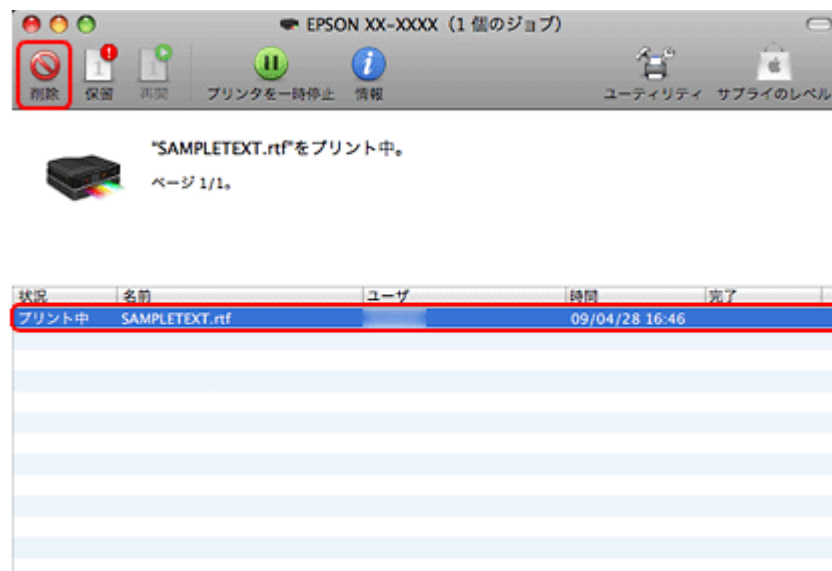 EPSON XX-XXXX（1 個のジョブ）
削除 保留 再開 プリンタを一時停止 情報 ユーティリティ サプライのレベル
"SAMPLETEXT.rtf"をプリント中。
ページ 1/1。
状況 名前 ユーザ 時間 完了
プリント中 SAMPLETEXT.rtf 09/04/28 16:46